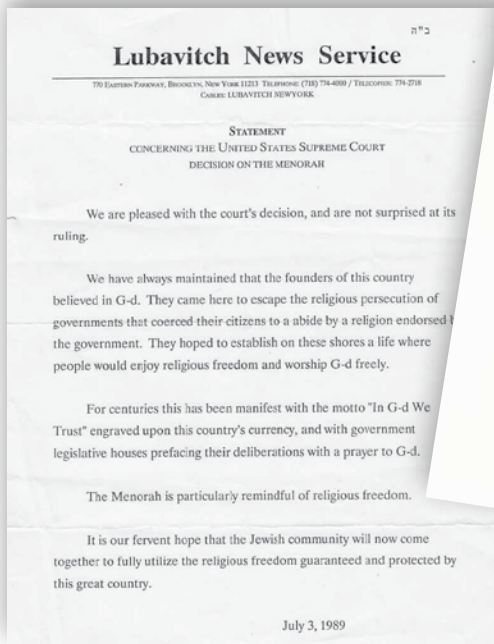 ב"ה
Lubavitch News Service
770 Eastern Parkway, Brooklyn, New York 11213 Telephone: (718) 774-4000 / Telecopier: 774-2718
Cables: LUBAVITCH NEWYORK
Statement
concerning the United States Supreme Court
decision on the menorah
We are pleased with the court's decision, and are not surprised at its
ruling.
We have always maintained that the founders of this country
believed in G-d. They came here to escape the religious persecution of
governments that coerced their citizens to a abide by a religion endorsed
the government. They hoped to establish on these shores a life where
people would enjoy religious freedom and worship G-d freely.
For centuries this has been manifest with the motto "In G-d We
Trust" engraved upon this country's currency, and with government
legislative houses prefacing their deliberations with a prayer to G-d.
The Menorah is particularly remindful of religious freedom.
It is our fervent hope that the Jewish community will now come
together to fully utilize the religious freedom guaranteed and protected by
this great country.
July 3, 1989